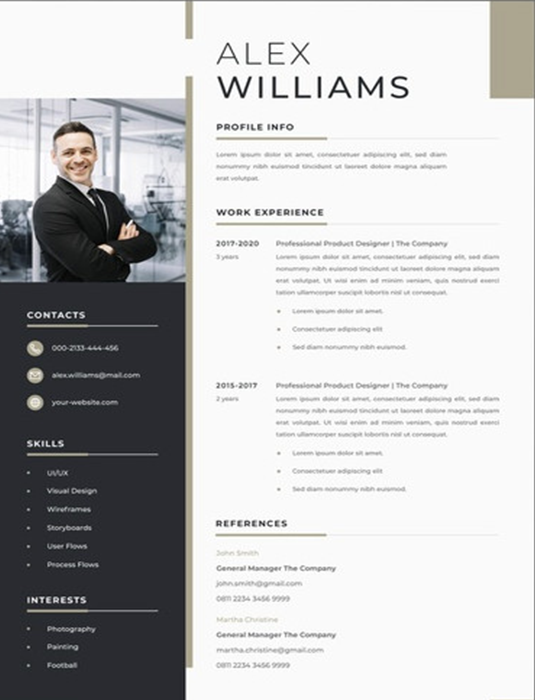 ALEX
WILLIAMS
PROFILE INFO
Lorem ipsum dolor sit amet, consectetuer adipiscing elit, sed diam
nonummy nibh euismod tincidunt ut laoreet dolore magna aliquam
erat volutpat.
WORK EXPERIENCE
2017-2020
3 years
Professional Product Designer | The Company
Lorem ipsum dolor sit amet, consectetuer adipiscing elit, sed diam
nonummy nibh euismod tincidunt ut laoreet dolore magna aliquam
erat volutpat. Ut wisi enim ad minim veniam, quis nostrud exerci
tation ullamcorper suscipit lobortis nisl ut consequat.
Lorem ipsum dolor sit amet.
Consectetuer adipiscing elit
Sed diam nonummy nibh euismod.
2015-2017
2 years
Professional Product Designer | The Company
Lorem ipsum dolor sit amet, consectetuer adipiscing elit, sed diam
nonummy nibh euismod tincidunt ut laoreet dolore magna aliquam
erat volutpat. Ut wisi enim ad minim veniam, quis nostrud exerci
tation ullamcorper suscipit lobortis nisl ut consequat.
Lorem ipsum dolor sit amet.
Consectetuer adipiscing elit
Sed diam nonummy nibh euismod.
REFERENCES
John Smith
General Manager The Company
john.smith@gmail.com
0811 2234 3456 9999
Martha Christine
General Manager The Company
martha.christine@gmail.com
0811 2234 3456 9999
CONTACTS
000-2133-444-456
alex.williams@mail.com
your-website.com
SKILLS
UI/UX
Visual Design
Wireframes
Storyboards
User Flows
Process Flows
INTERESTS
Photography
Painting
Football